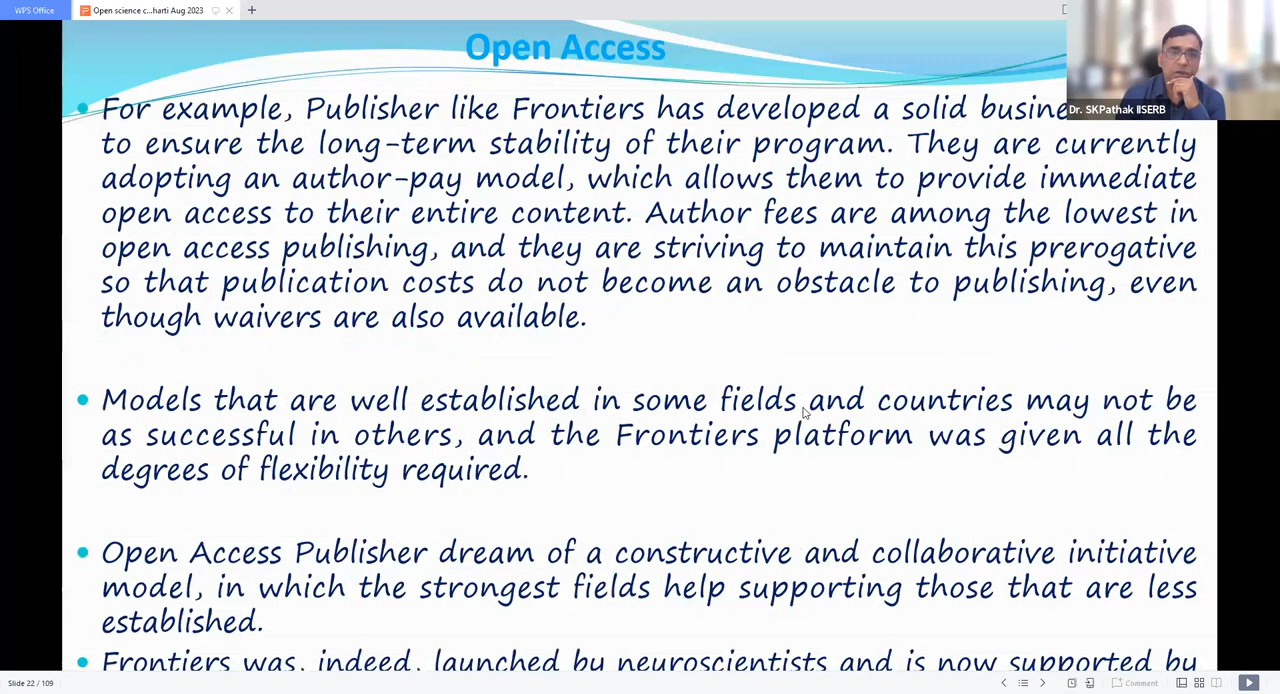 WPS Office
Open science c...harti Aug 2023
Open Access
Dr. SKPathak IISERB
For example, Publisher like Frontiers has developed a solid
to ensure the long-term stability of their program. They are currently
adopting an author-pay model, which allows them to provide immediate
open access to their entire content. Author fees are among the lowest in
open access publishing, and they are striving to maintain this prerogative
so that publication costs do not become an obstacle to publishing, even
though waivers are also available.
Models that are well established in some fields and countries may not be
as successful in others, and the Frontiers platform was given all the
degrees of flexibility required.
Open Access Publisher dream of a constructive and collaborative initiative
model, in which the strongest fields help supporting those that are less
established.
Frontiers was, indeed, launched by neuroscientists and is now supported by
Slide 22 / 109
Comment